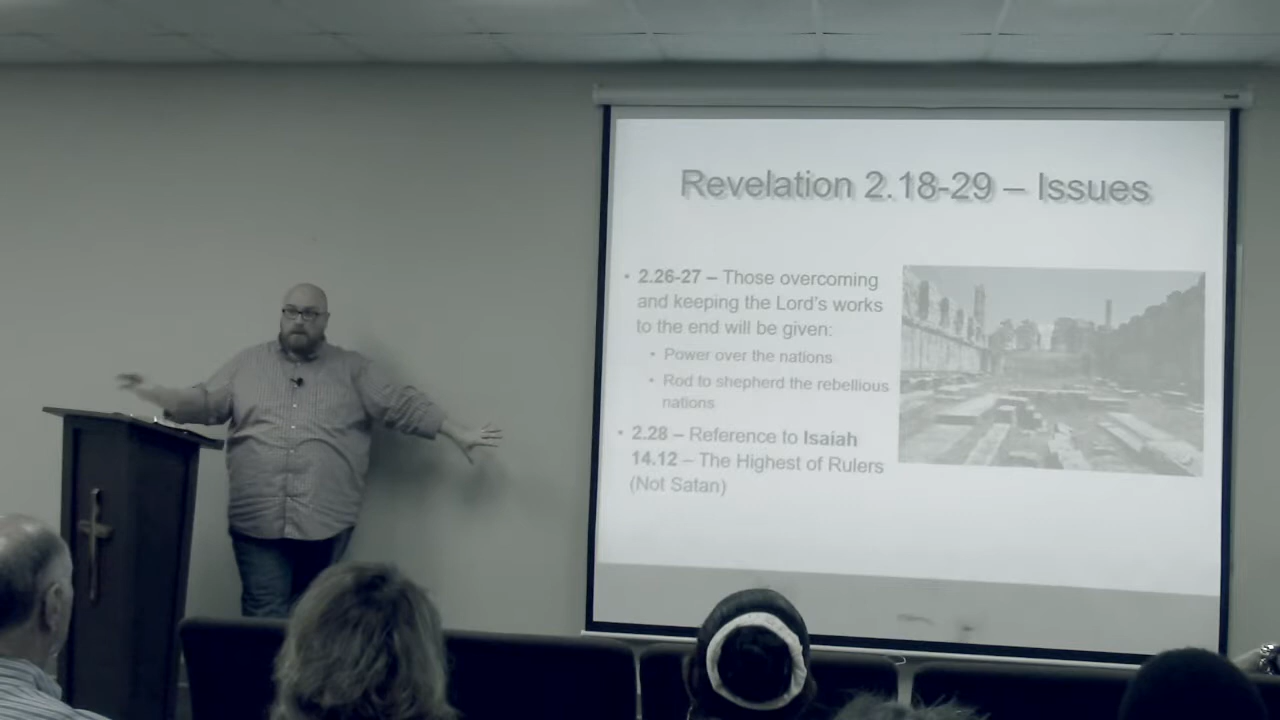 Revelation 2.18-29 – Issues
• 2.26-27 – Those overcoming
and keeping the Lord's works
to the end will be given:
• Power over the nations
• Rod to shepherd the rebellious
nations
• 2.28 – Reference to Isaiah
14.12 – The Highest of Rulers
(Not Satan)